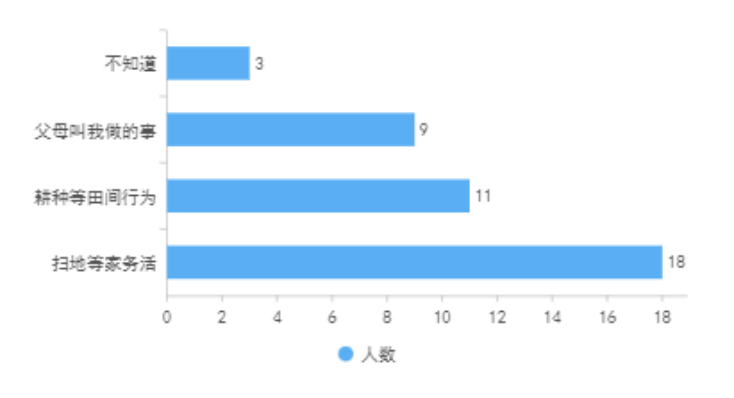 不知道 3
父母叫我做的事 9
耕种等田间行为 11
扫地等家务活 18
0 2 4 6 8 10 12 14 16 18
人数